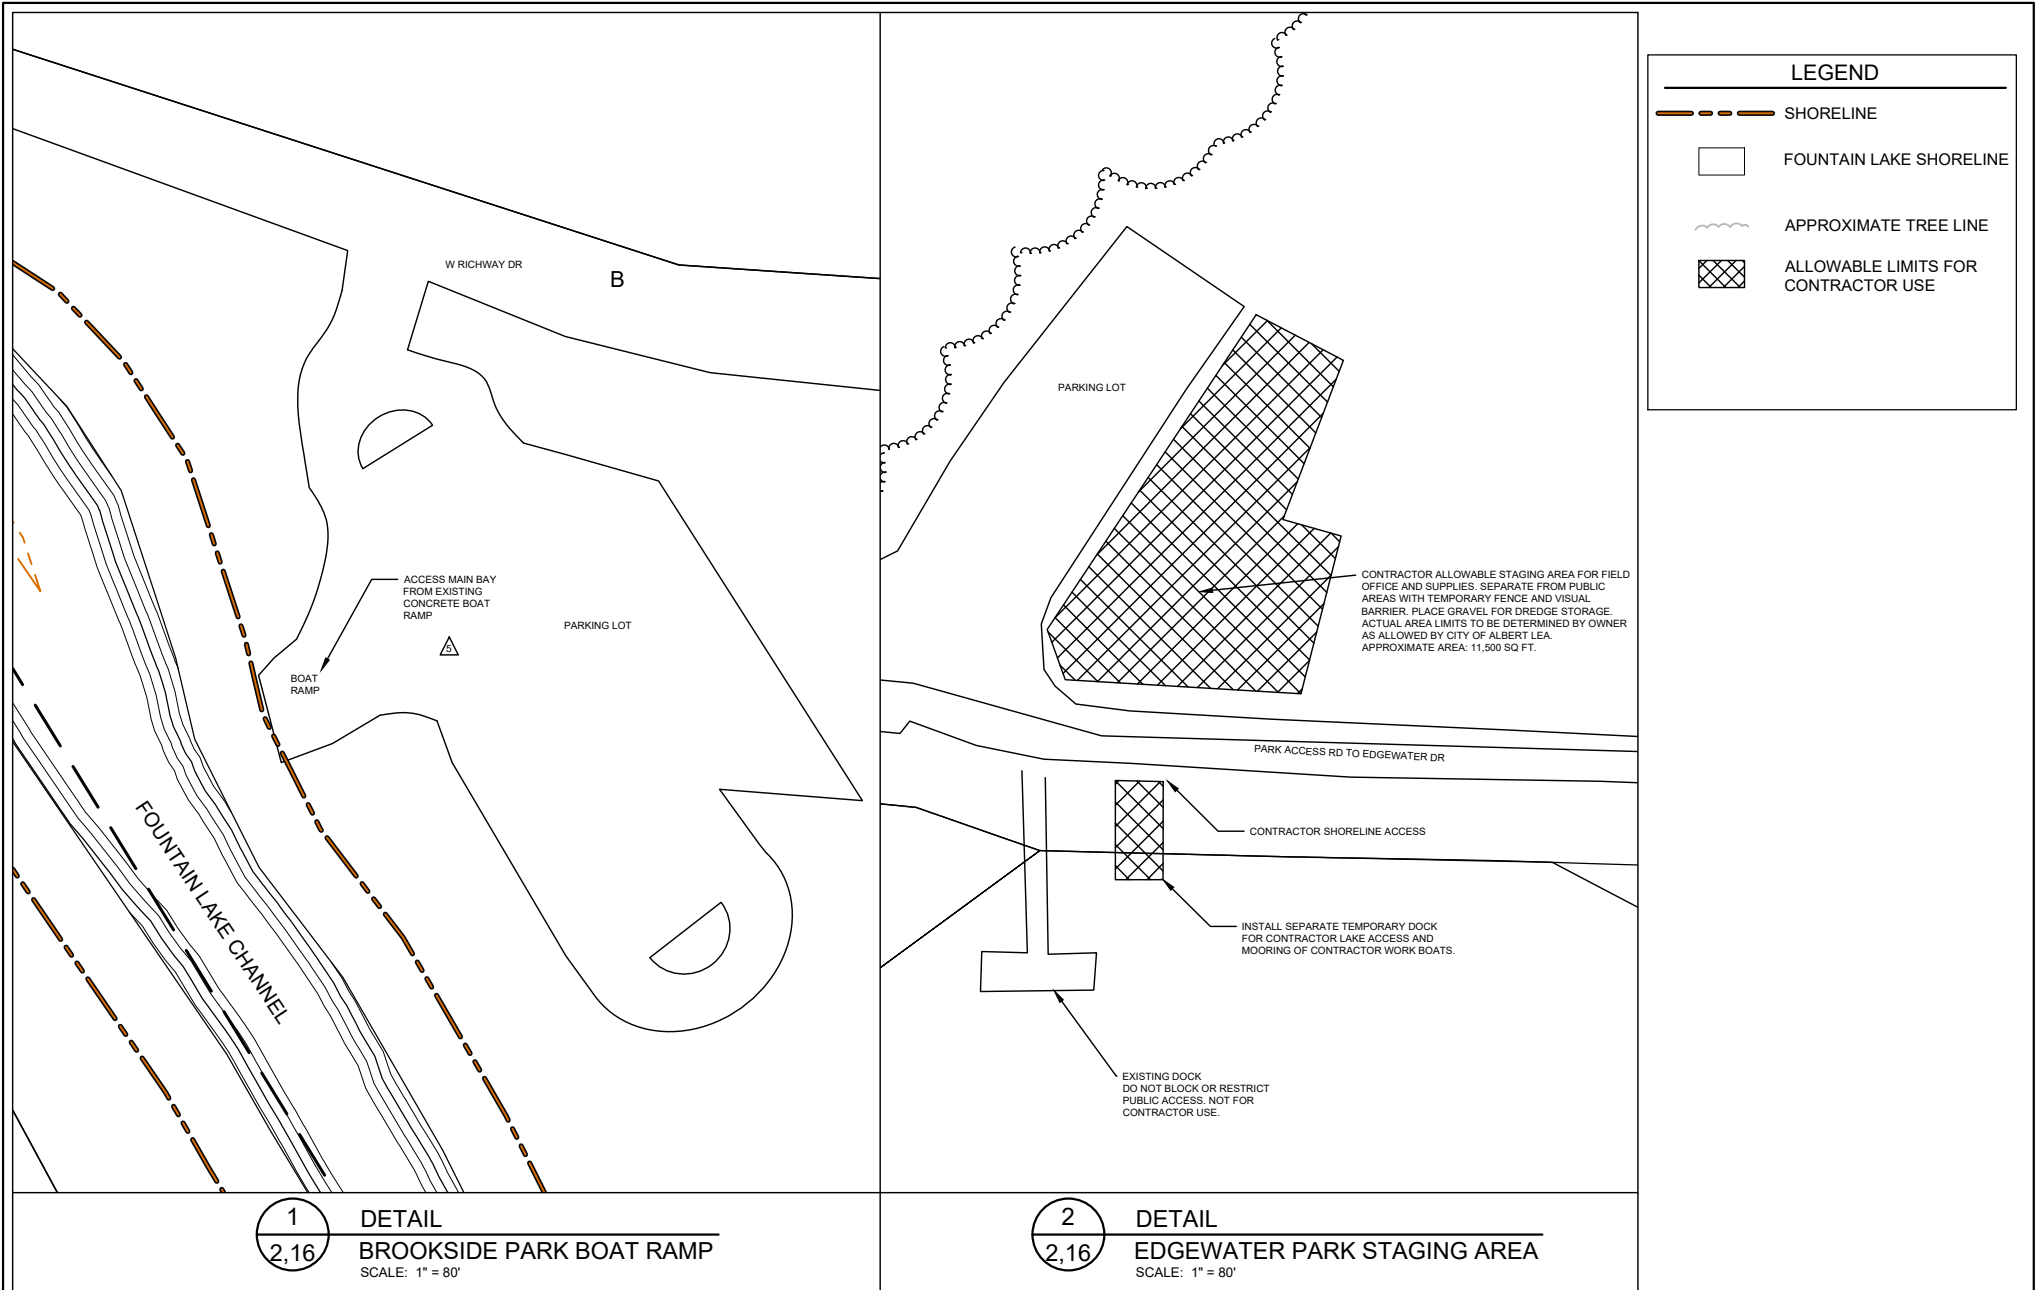 W RICHWAY DR
B
ACCESS MAIN BAY
FROM EXISTING
CONCRETE BOAT
RAMP
5
PARKING LOT
BOAT
RAMP
FOUNTAIN LAKE CHANNEL
1
2,16
DETAIL
BROOKSIDE PARK BOAT RAMP
SCALE: 1" = 80'
PARKING LOT
CONTRACTOR ALLOWABLE STAGING AREA FOR FIELD
OFFICE AND SUPPLIES. SEPARATE FROM PUBLIC
AREAS WITH TEMPORARY FENCE AND VISUAL
BARRIER. PLACE GRAVEL FOR DREDGE STORAGE.
ACTUAL AREA LIMITS TO BE DETERMINED BY OWNER
AS ALLOWED BY CITY OF ALBERT LEA.
APPROXIMATE AREA: 11,500 SQ FT.
PARK ACCESS RD TO EDGEWATER DR
CONTRACTOR SHORELINE ACCESS
INSTALL SEPARATE TEMPORARY DOCK
FOR CONTRACTOR LAKE ACCESS AND
MOORING OF CONTRACTOR WORK BOATS.
EXISTING DOCK
DO NOT BLOCK OR RESTRICT
PUBLIC ACCESS. NOT FOR
CONTRACTOR USE.
2
2,16
DETAIL
EDGEWATER PARK STAGING AREA
SCALE: 1" = 80'
LEGEND
SHORELINE
FOUNTAIN LAKE SHORELINE
APPROXIMATE TREE LINE
ALLOWABLE LIMITS FOR
CONTRACTOR USE